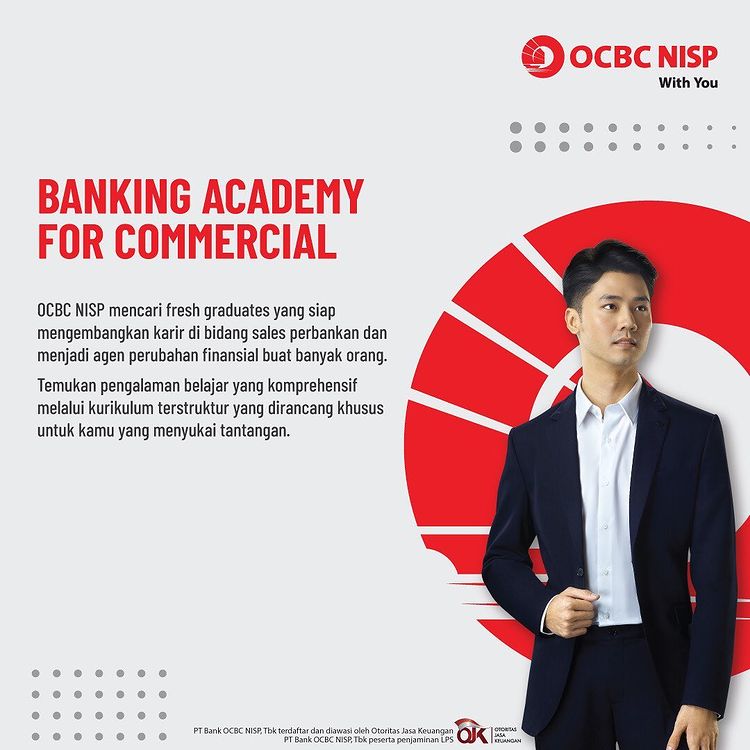 OCBC NISP
With You
BANKING ACADEMY
FOR COMMERCIAL
OCBC NISP mencari fresh graduates yang siap
mengembangkan karir di bidang sales perbankan dan
menjadi agen perubahan finansial buat banyak orang.
Temukan pengalaman belajar yang komprehensif
melalui kurikulum terstruktur yang dirancang khusus
untuk kamu yang menyukai tantangan.
PT Bank OCBC NISP, Tbk terdaftar dan diawasi oleh Otoritas Jasa Keuangan
PT Bank OCBC NISP, Tbk peserta penjaminan LPS
OJK
OTORITAS
JASA
KEUANGAN